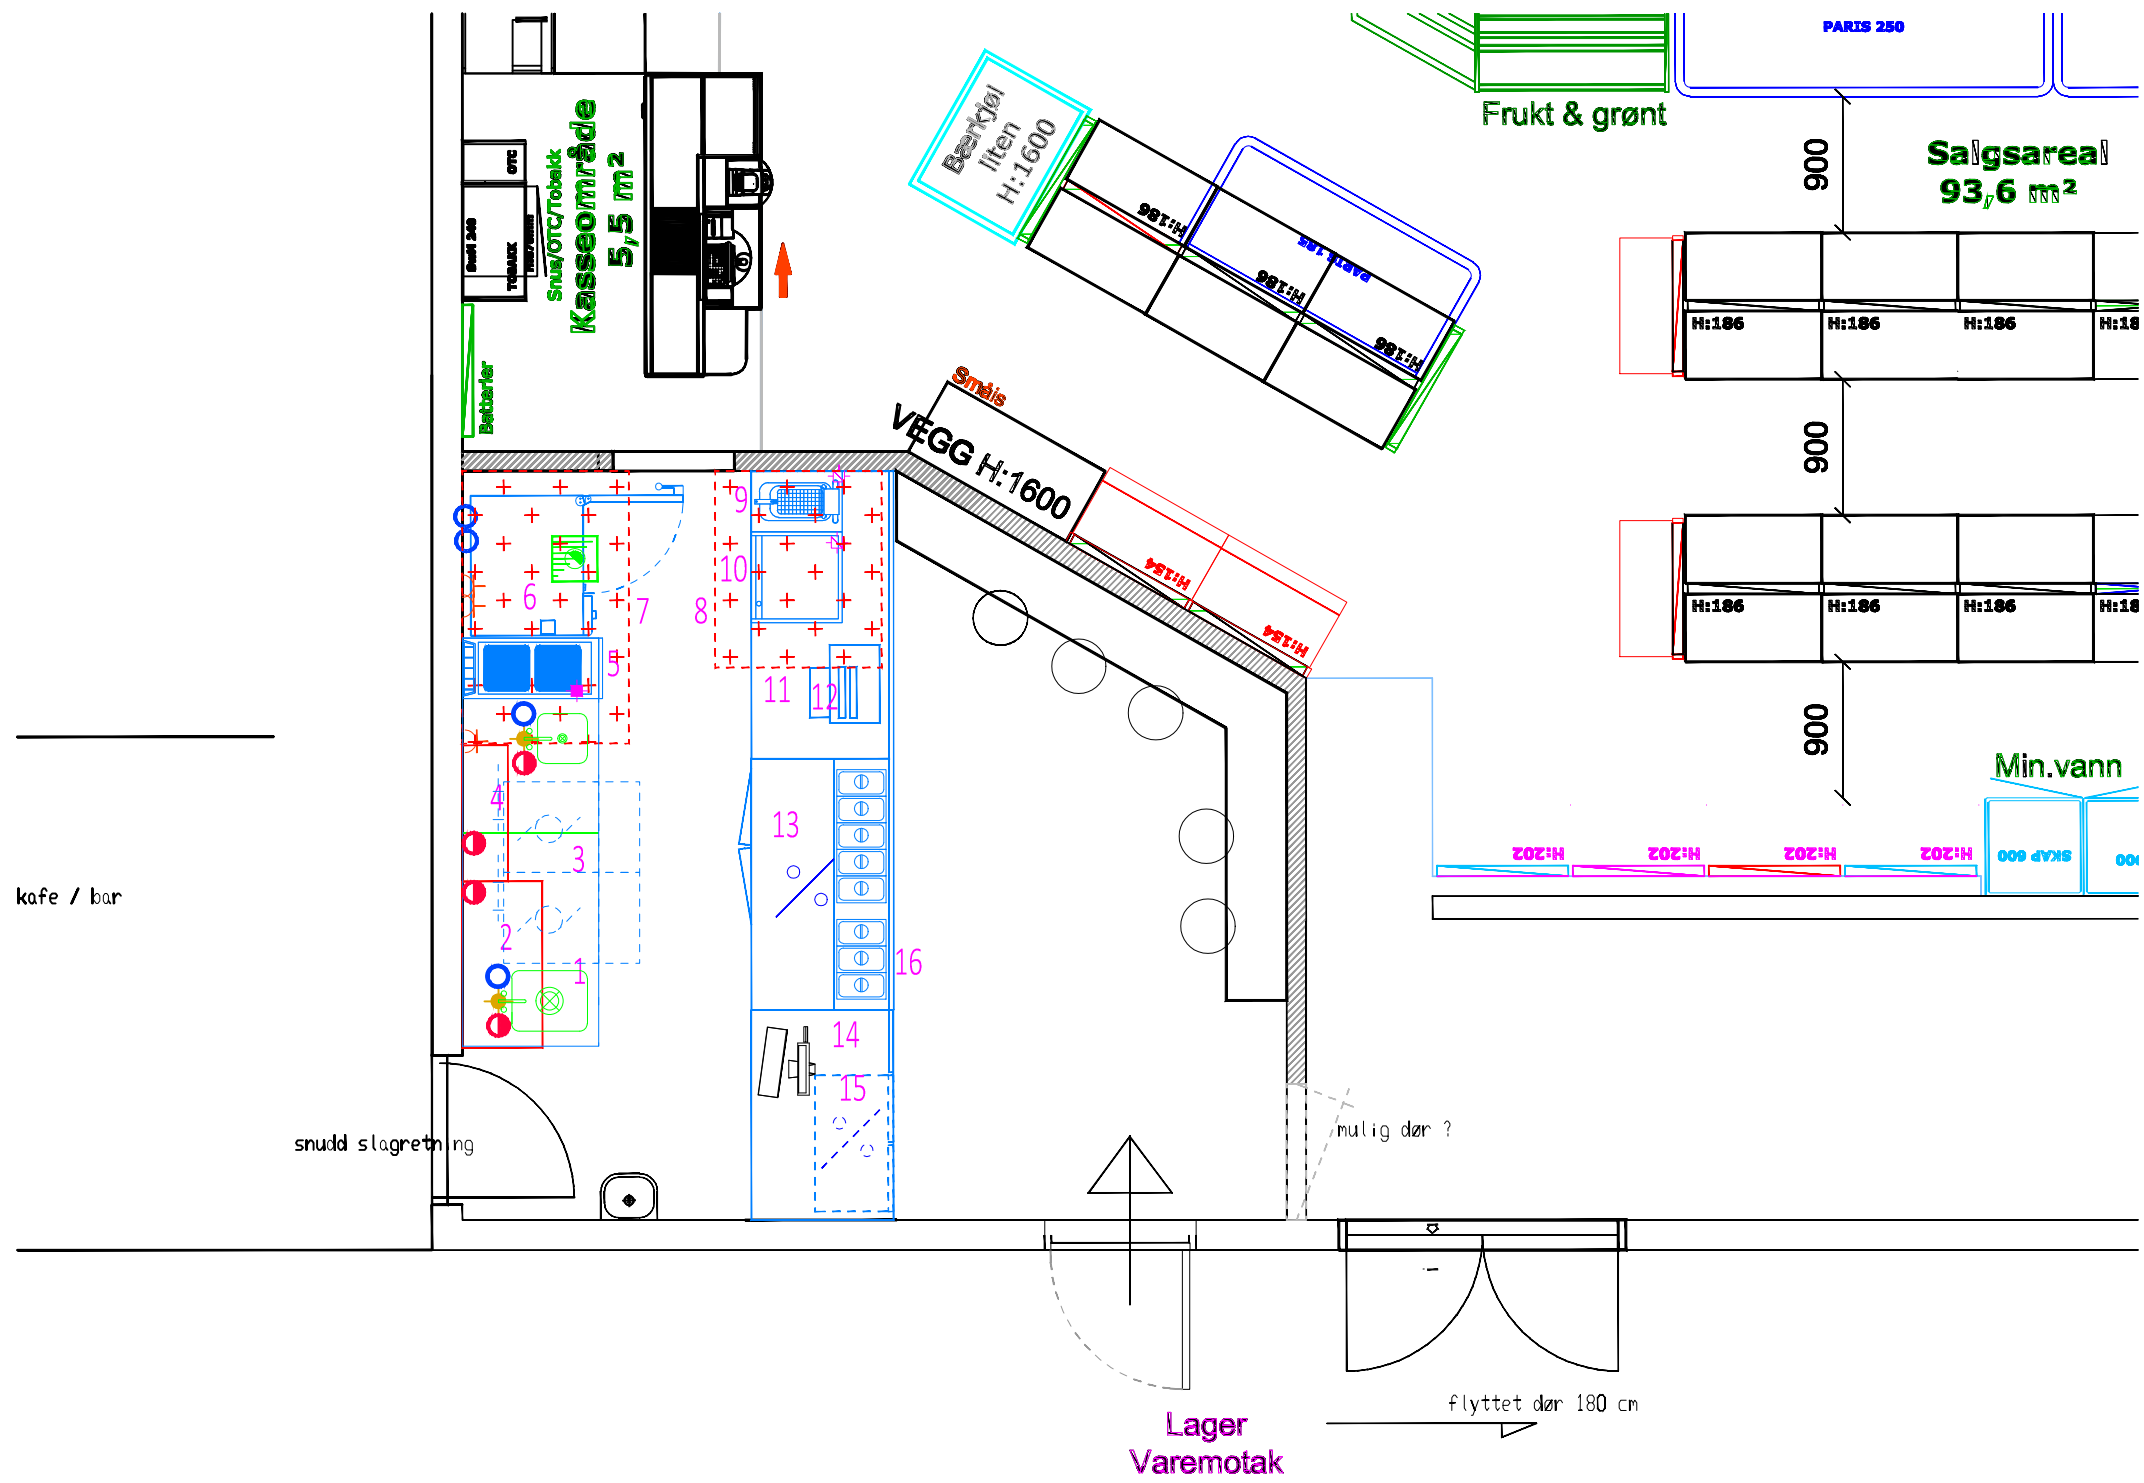 PARIS 250
Frukt & grønt
Salgsareal
93,6 m²
900
Bærkjøl
liten
H:1600
OTC
TOBAKK
Snus/OTC/Tobakk
Kasseområde
5,5 m²
Batterier
H:186
PARIS 185
H:186
H:186
H:186
H:186
H:186
H:18
900
Småis
VEGG H:1600
H:154
H:154
H:186
H:186
H:186
H:18
900
Min.vann
H:202
H:202
H:202
H:202
SKAP 600
9
10
6
7
8
5
11
12
4
13
3
2
1
16
14
15
kafe / bar
snudd slagretning
mulig dør ?
flyttet dør 180 cm
Lager
Varemotak